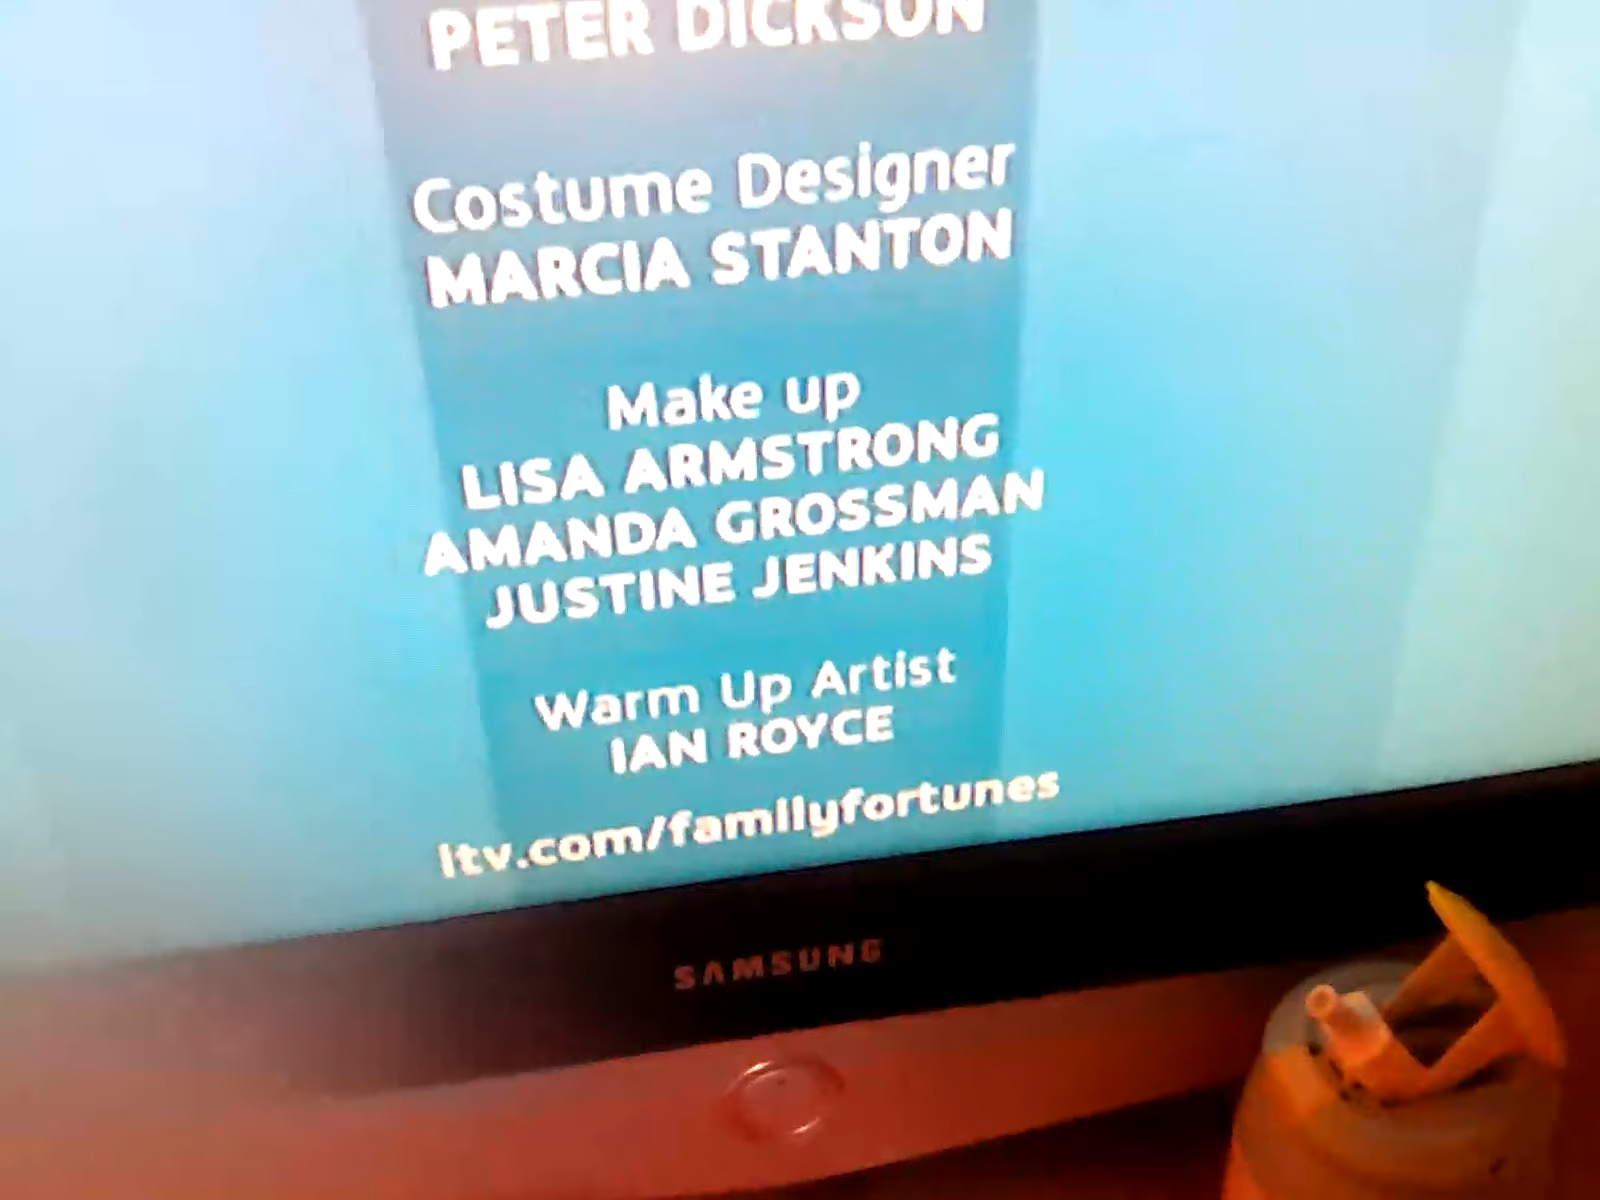 PETER DICKSON
Costume Designer
MARCIA STANTON
Make up
LISA ARMSTRONG
AMANDA GROSSMAN
JUSTINE JENKINS
Warm Up Artist
IAN ROYCE
itv.com/familyfortunes
SAMSUNG